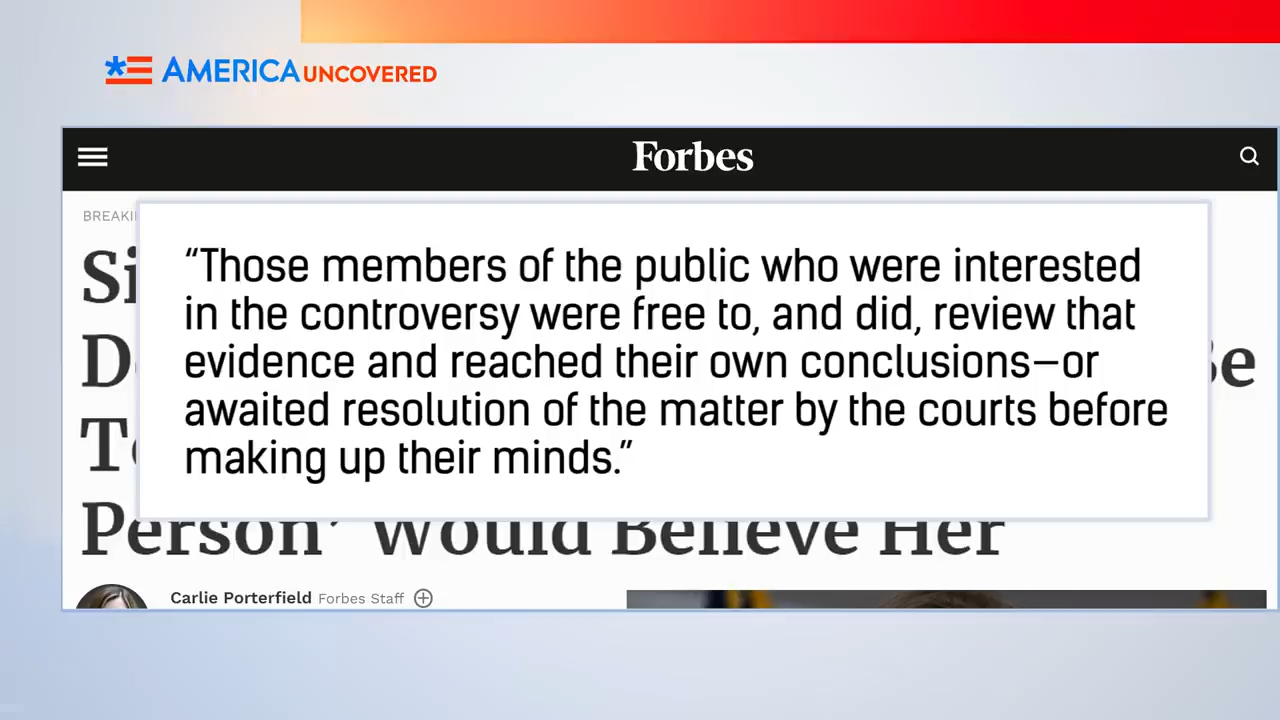 AMERICA UNCOVERED
Forbes
“Those members of the public who were interested
in the controversy were free to, and did, review that
evidence and reached their own conclusions—or
awaited resolution of the matter by the courts before
making up their minds.”
Person’ Would Believe Her
Carlie Porterfield Forbes Staff